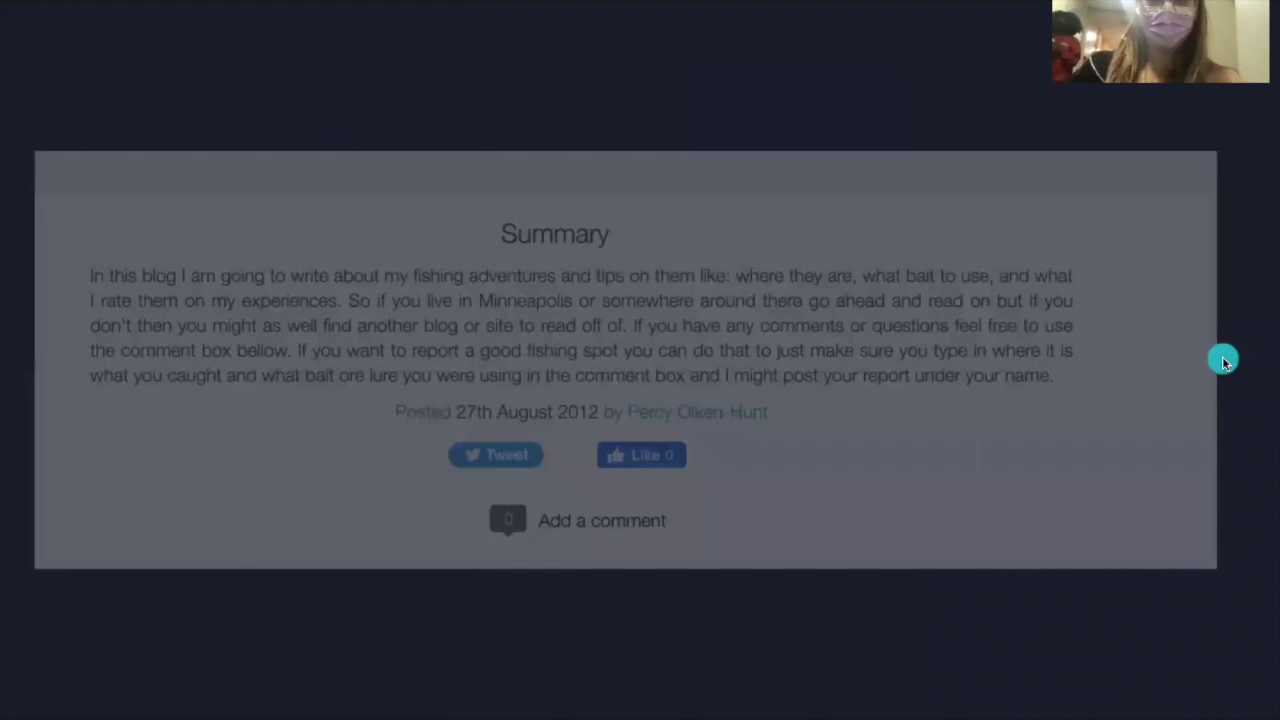 Summary
In this blog I am going to write about my fishing adventures and tips on them like: where they are, what bait to use, and what
I rate them on my experiences. So if you live in Minneapolis or somewhere around there go ahead and read on but if you
don't then you might as well find another blog or site to read off of. If you have any comments or questions feel free to use
the comment box bellow. If you want to report a good fishing spot you can do that to just make sure you type in where it is
what you caught and what bait ore lure you were using in the comment box and I might post your report under your name.
Posted 27th August 2012 by Percy Olken-Hunt
Tweet Like 0
0 Add a comment